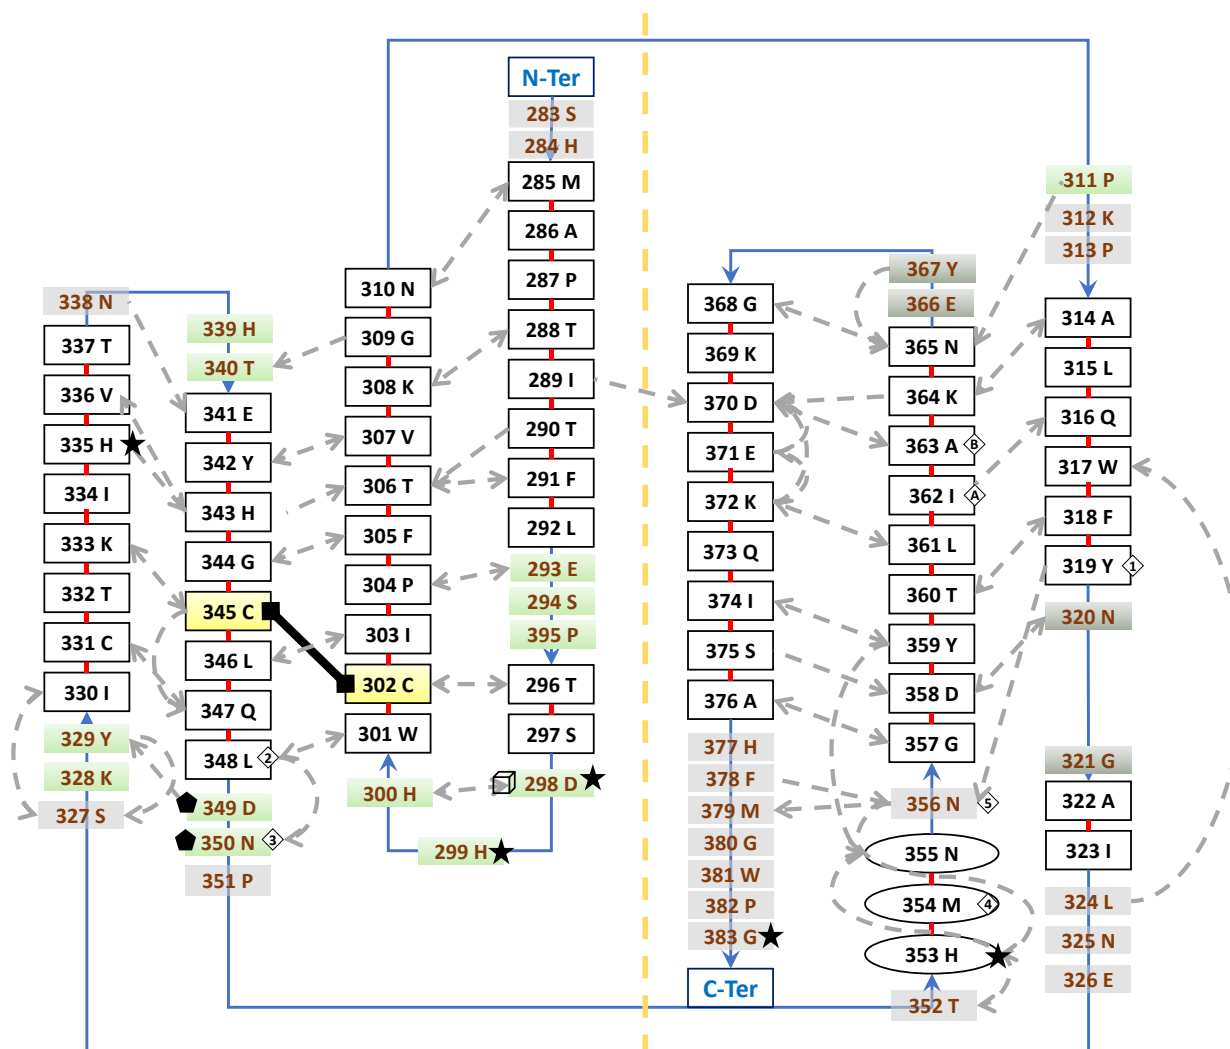 N-Ter
283 S
284 H
285 M
286 A
287 P
288 T
289 I
290 T
291 F
292 L
293 E
294 S
395 P
296 T
297 S
298 D
299 H
300 H
301 W
302 C
303 I
304 P
305 F
306 T
307 V
308 K
309 G
310 N
311 P
312 K
313 P
314 A
315 L
316 Q
317 W
318 F
319 Y
1
320 N
321 G
322 A
323 I
324 L
325 N
326 E
327 S
328 K
329 Y
330 I
331 C
332 T
333 K
334 I
335 H
336 V
337 T
338 N
339 H
340 T
341 E
342 Y
343 H
344 G
345 C
346 L
347 Q
348 L
2
349 D
350 N
3
351 P
352 T
353 H
354 M
4
355 N
356 N
5
357 G
358 D
359 Y
360 T
361 L
362 I
A
363 A
B
364 K
365 N
366 E
367 Y
368 G
369 K
370 D
371 E
372 K
373 Q
374 I
375 S
376 A
377 H
378 F
379 M
380 G
381 W
382 P
383 G
C-Ter